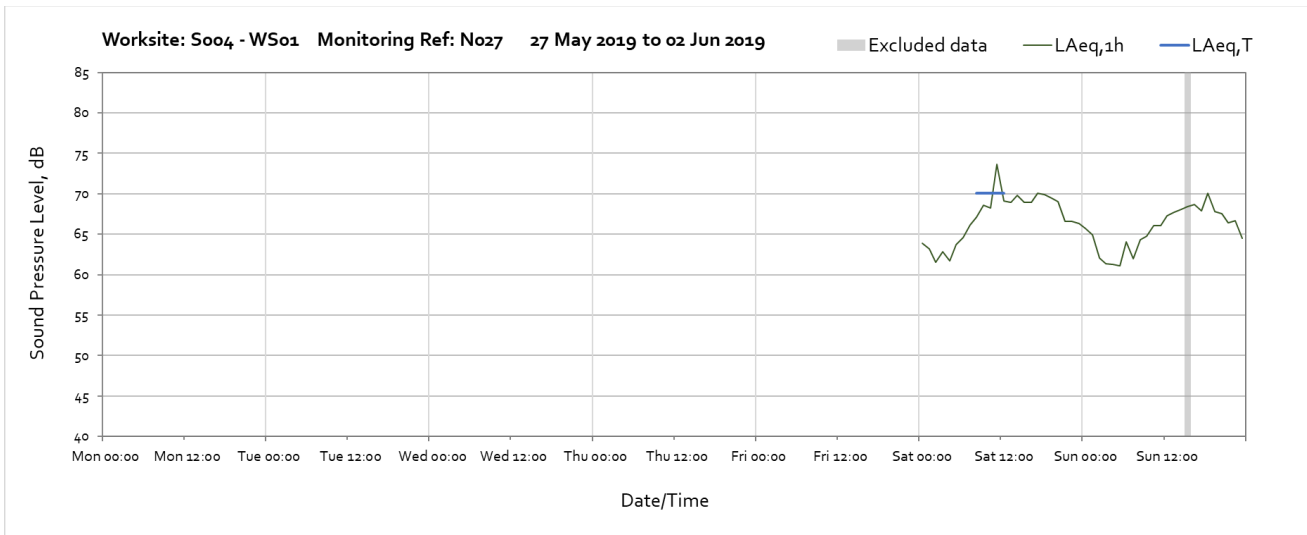 Worksite: S004 - WS01 Monitoring Ref: N027 27 May 2019 to 02 Jun 2019
Excluded data LAeq,1h LAeq,T
85
80
75
70
65
60
55
50
45
40
Sound Pressure Level, dB
Mon 00:00 Mon 12:00 Tue 00:00 Tue 12:00 Wed 00:00 Wed 12:00 Thu 00:00 Thu 12:00 Fri 00:00 Fri 12:00 Sat 00:00 Sat 12:00 Sun 00:00 Sun 12:00
Date/Time